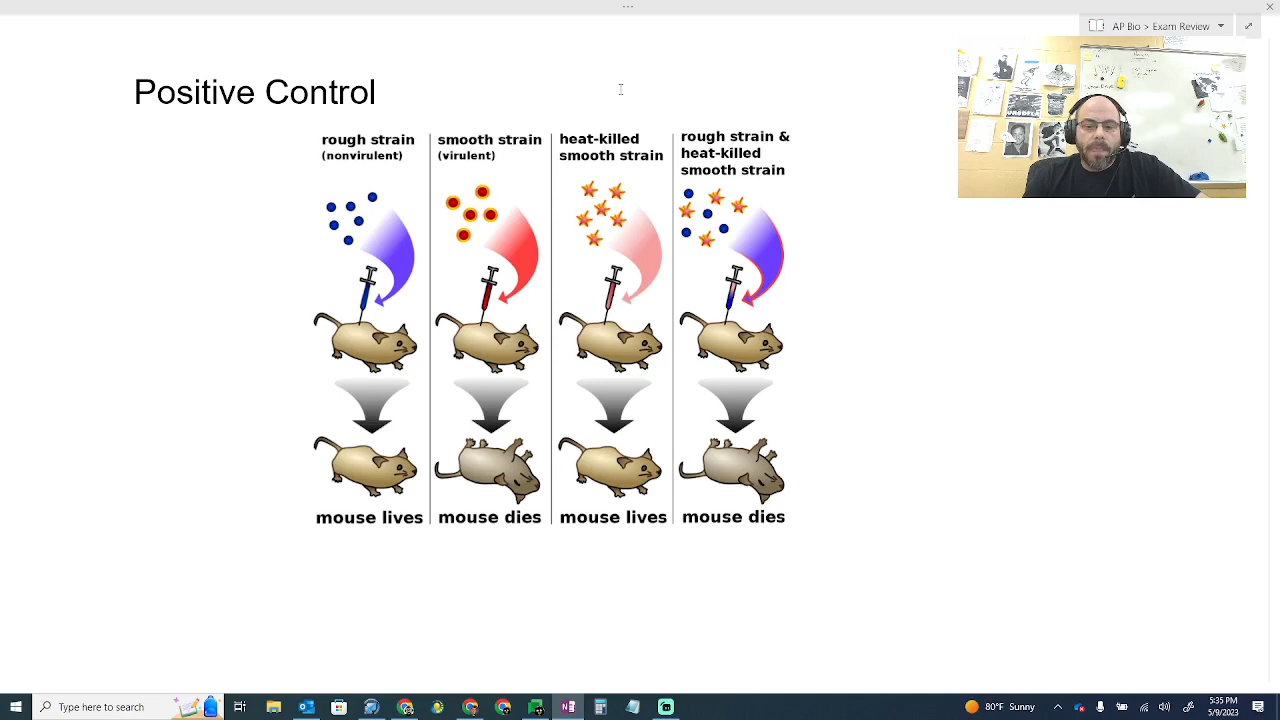 AP Bio > Exam Review
Positive Control
rough strain
(nonvirulent)
smooth strain
(virulent)
heat-killed
smooth strain
rough strain &
heat-killed
smooth strain
mouse lives
mouse dies
mouse lives
mouse dies
Type here to search
80°F Sunny
5:35 PM
5/9/2023